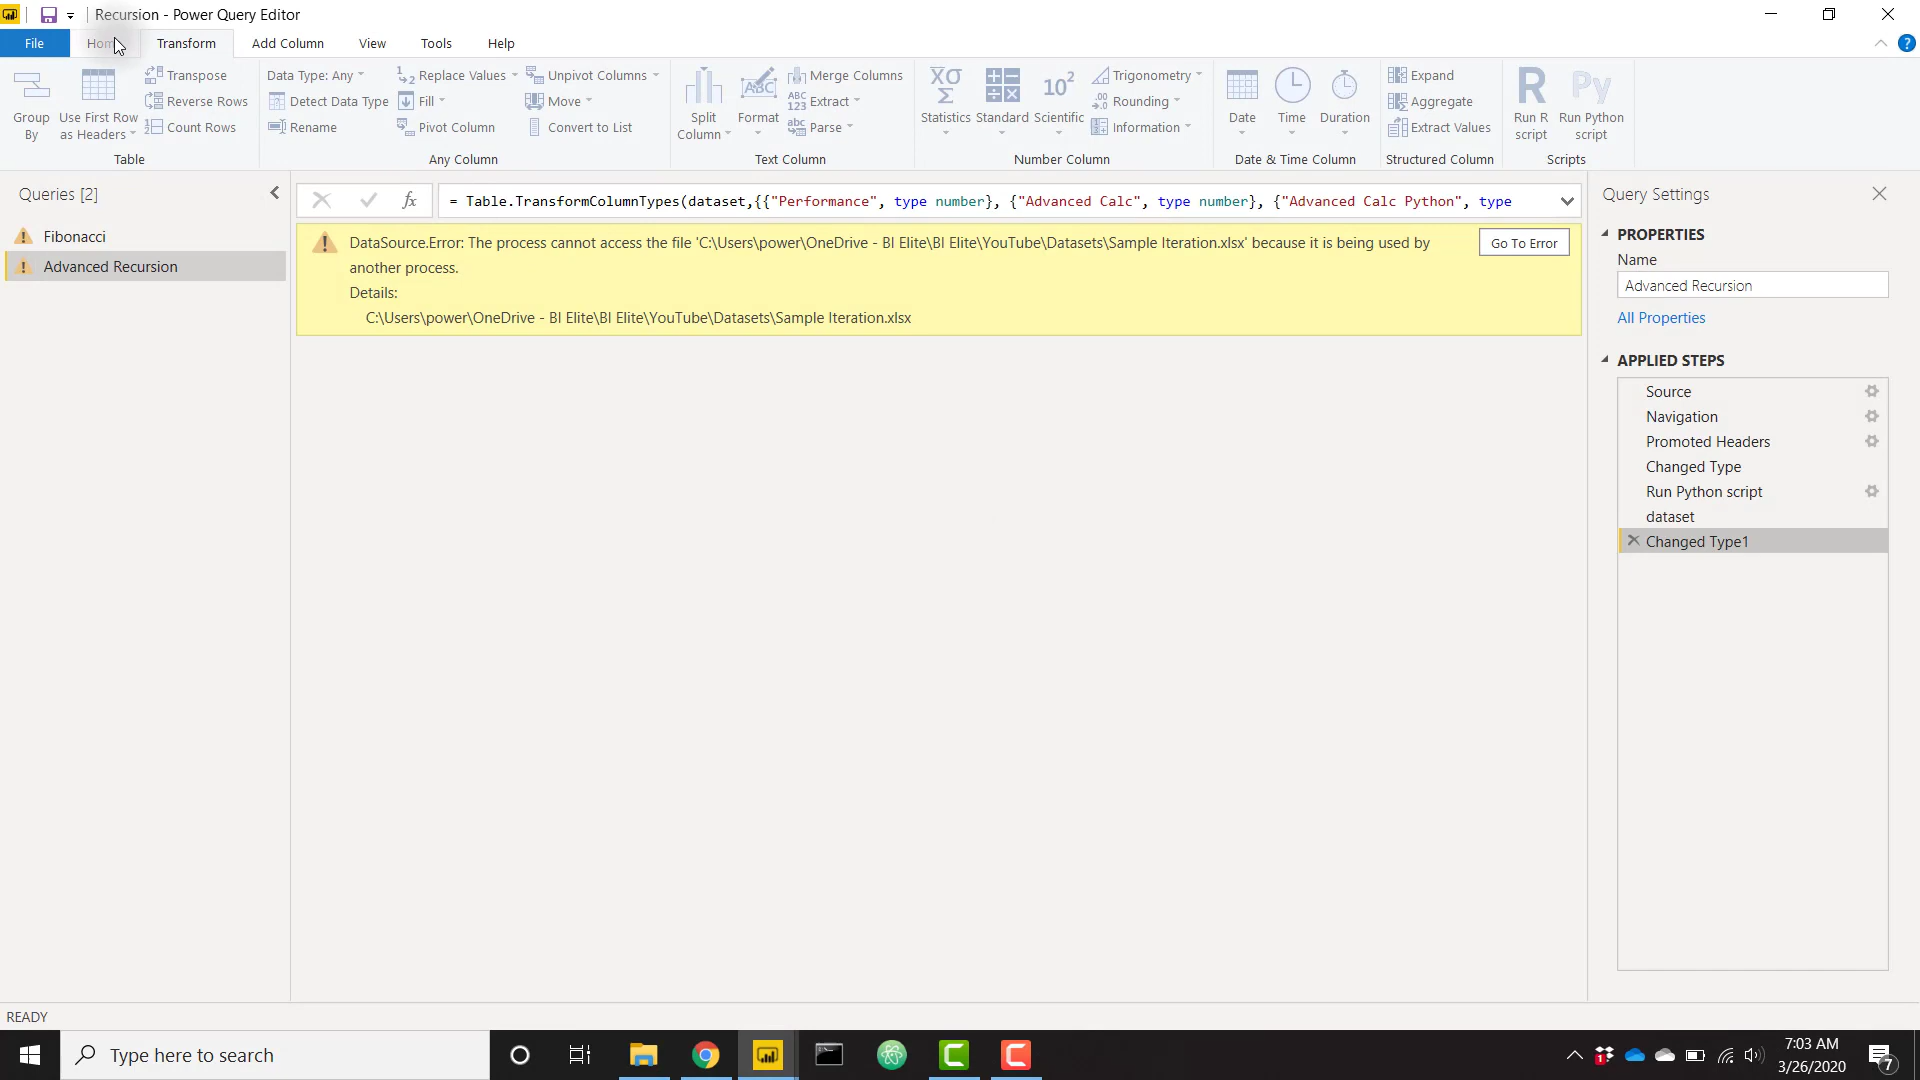 Recursion - Power Query Editor
File
Home
Transform
Add Column
View
Tools
Help
Group By
Use First Row as Headers
Transpose
Reverse Rows
Count Rows
Table
Data Type: Any
Detect Data Type
Rename
Replace Values
Fill
Pivot Column
Unpivot Columns
Move
Convert to List
Any Column
Split Column
Format
Merge Columns
Extract
Parse
Text Column
Statistics
Standard
Scientific
Trigonometry
Rounding
Information
Number Column
Date
Time
Duration
Date & Time Column
Expand
Aggregate
Extract Values
Structured Column
Run R script
Run Python script
Scripts
Queries [2]
Fibonacci
Advanced Recursion
= Table.TransformColumnTypes(dataset,{{"Performance", type number}, {"Advanced Calc", type number}, {"Advanced Calc Python", type
DataSource.Error: The process cannot access the file 'C:\Users\power\OneDrive - BI Elite\BI Elite\YouTube\Datasets\Sample Iteration.xlsx' because it is being used by
another process.
Details:
C:\Users\power\OneDrive - BI Elite\BI Elite\YouTube\Datasets\Sample Iteration.xlsx
Go To Error
Query Settings
PROPERTIES
Name
Advanced Recursion
All Properties
APPLIED STEPS
Source
Navigation
Promoted Headers
Changed Type
Run Python script
dataset
Changed Type1
READY
Type here to search
7:03 AM
3/26/2020
7